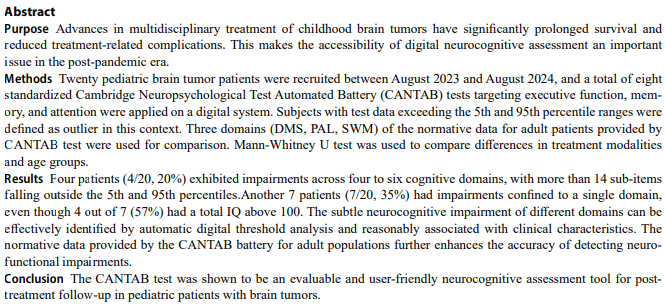 Abstract
Purpose Advances in multidisciplinary treatment of childhood brain tumors have significantly prolonged survival and
reduced treatment-related complications. This makes the accessibility of digital neurocognitive assessment an important
issue in the post-pandemic era.
Methods Twenty pediatric brain tumor patients were recruited between August 2023 and August 2024, and a total of eight
standardized Cambridge Neuropsychological Test Automated Battery (CANTAB) tests targeting executive function, mem-
ory, and attention were applied on a digital system. Subjects with test data exceeding the 5th and 95th percentile ranges were
defined as outlier in this context. Three domains (DMS, PAL, SWM) of the normative data for adult patients provided by
CANTAB test were used for comparison. Mann-Whitney U test was used to compare differences in treatment modalities
and age groups.
Results Four patients (4/20, 20%) exhibited impairments across four to six cognitive domains, with more than 14 sub-items
falling outside the 5th and 95th percentiles.Another 7 patients (7/20, 35%) had impairments confined to a single domain,
even though 4 out of 7 (57%) had a total IQ above 100. The subtle neurocognitive impairment of different domains can be
effectively identified by automatic digital threshold analysis and reasonably associated with clinical characteristics. The
normative data provided by the CANTAB battery for adult populations further enhances the accuracy of detecting neuro-
functional impairments.
Conclusion The CANTAB test was shown to be an evaluable and user-friendly neurocognitive assessment tool for post-
treatment follow-up in pediatric patients with brain tumors.